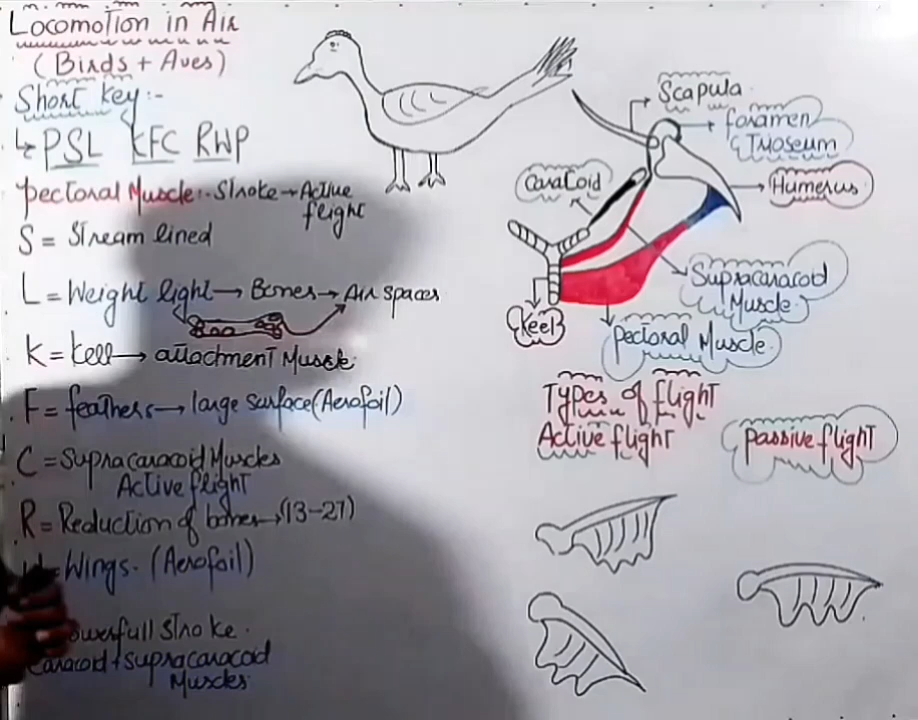 Locomotion in Air
(Birds + Aves)
Short Key:-
PSL KFC RWP
Pectoral Muscle:- Stroke → Active
flight
S = Stream lined
L = Weight light → Bones → Air spaces
K = kell → attachment Muscle
F = feathers → large surface (Aerofoil)
C = Supracaracoid Muscles
Active flight
R = Reduction of bones → (13-27)
Wings. (Aerofoil)
owerfull stroke.
Caracoid + Supracaracoid
Muscles
Scapula
foramen
Trioseum
Humerus
Caracoid
Supracaracoid
Muscle
Keel
Pectoral Muscle
Types of flight
Active flight
passive flight